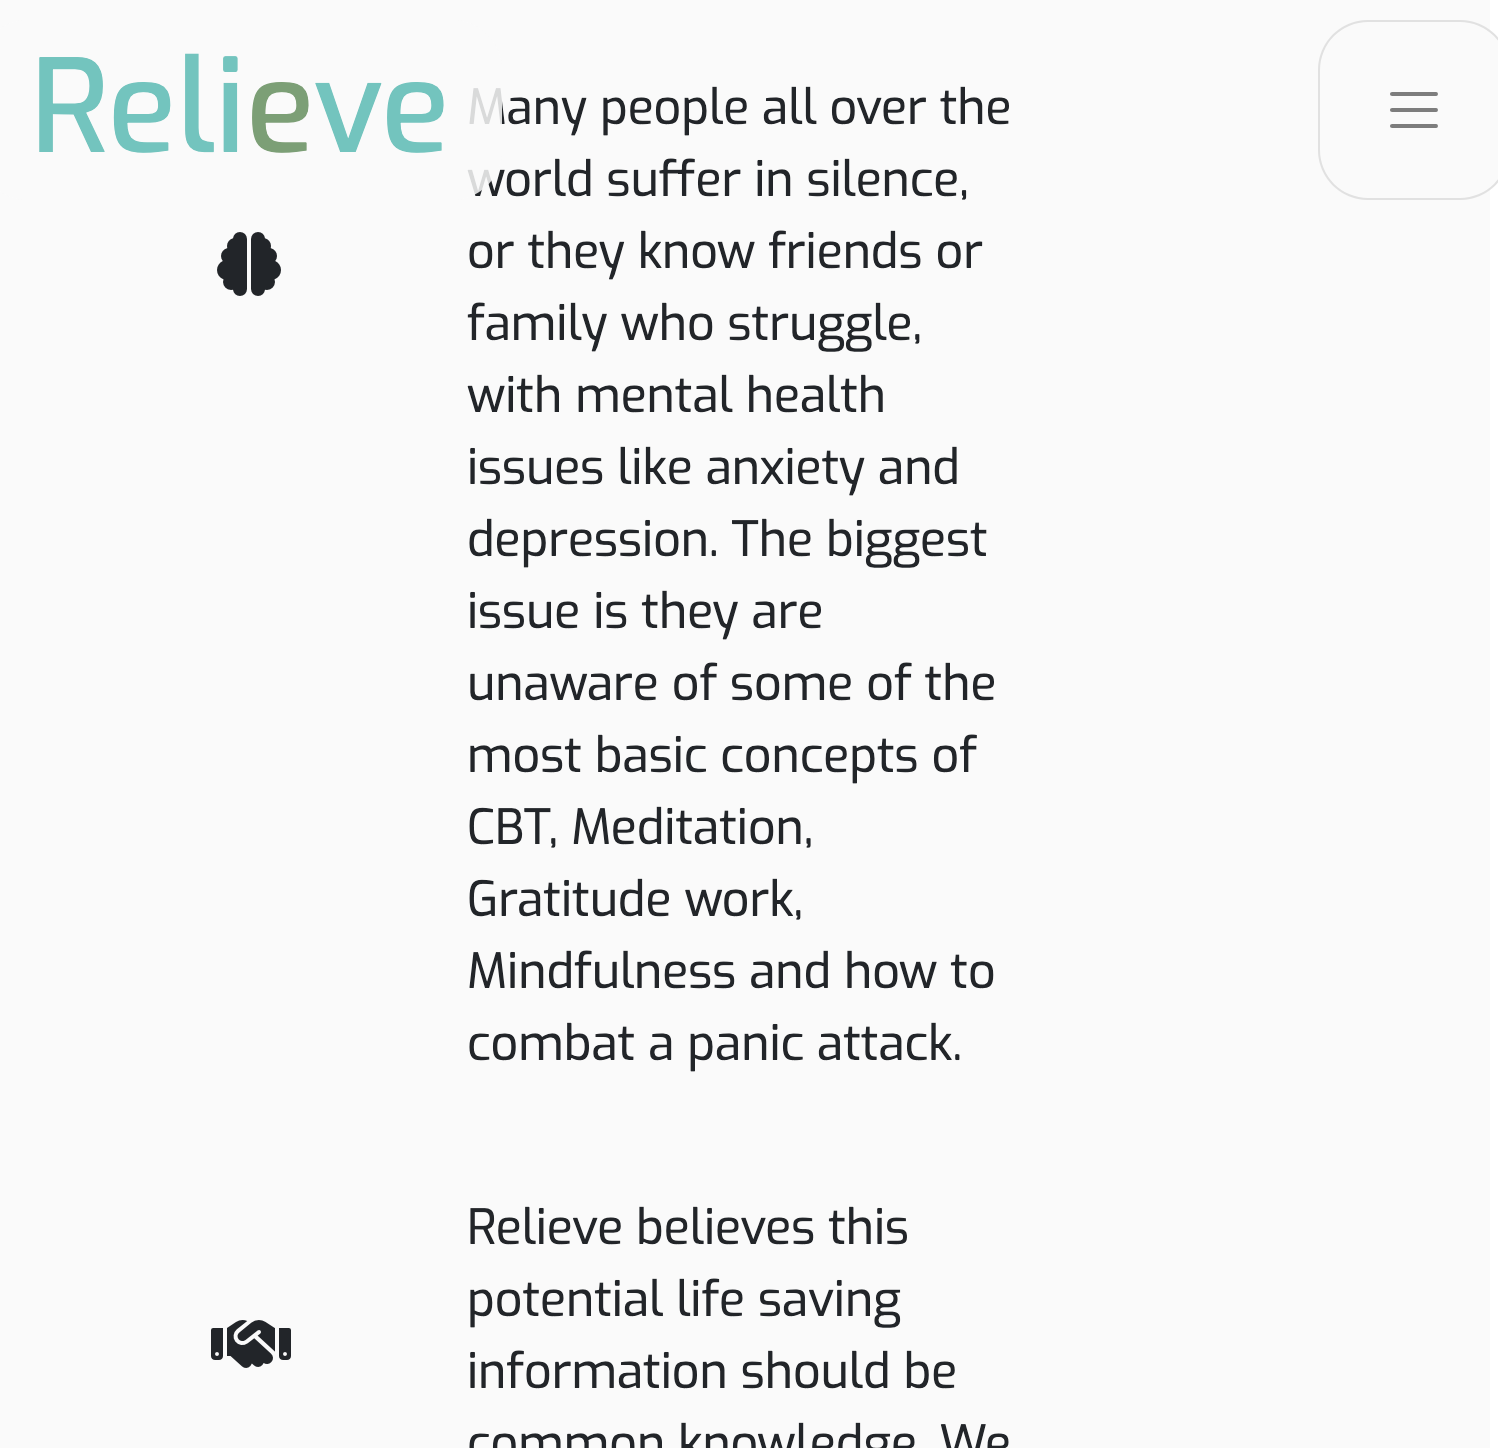 Relieve
Many people all over the
world suffer in silence,
or they know friends or
family who struggle,
with mental health
issues like anxiety and
depression. The biggest
issue is they are
unaware of some of the
most basic concepts of
CBT, Meditation,
Gratitude work,
Mindfulness and how to
combat a panic attack.
Relieve believes this
potential life saving
information should be
common knowledge. We